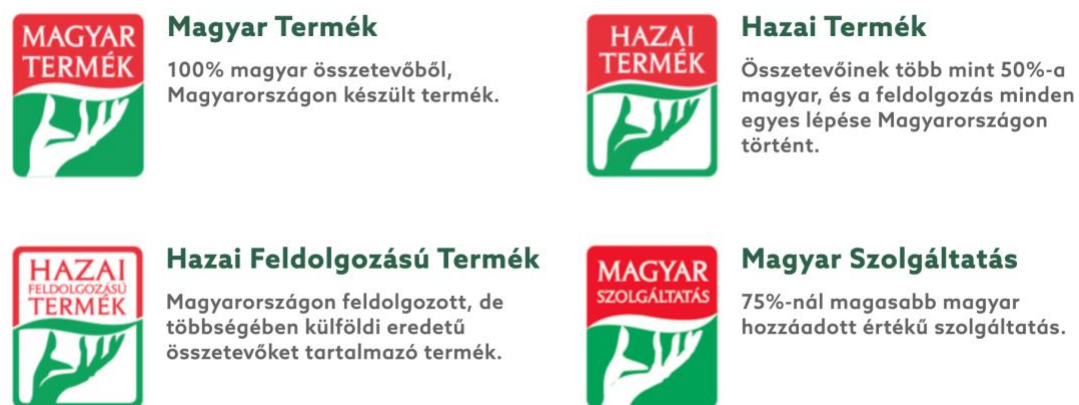 MAGYAR
TERMÉK
Magyar Termék
100% magyar összetevőből,
Magyarországon készült termék.
HAZAI
TERMÉK
Hazai Termék
Összetevőinek több mint 50%-a
magyar, és a feldolgozás minden
egyes lépése Magyarországon
történt.
HAZAI
FELDOLGOZÁSÚ
TERMÉK
Hazai Feldolgozású Termék
Magyarországon feldolgozott, de
többségében külföldi eredetű
összetevőket tartalmazó termék.
MAGYAR
SZOLGÁLTATÁS
Magyar Szolgáltatás
75%-nál magasabb magyar
hozzáadott értékű szolgáltatás.